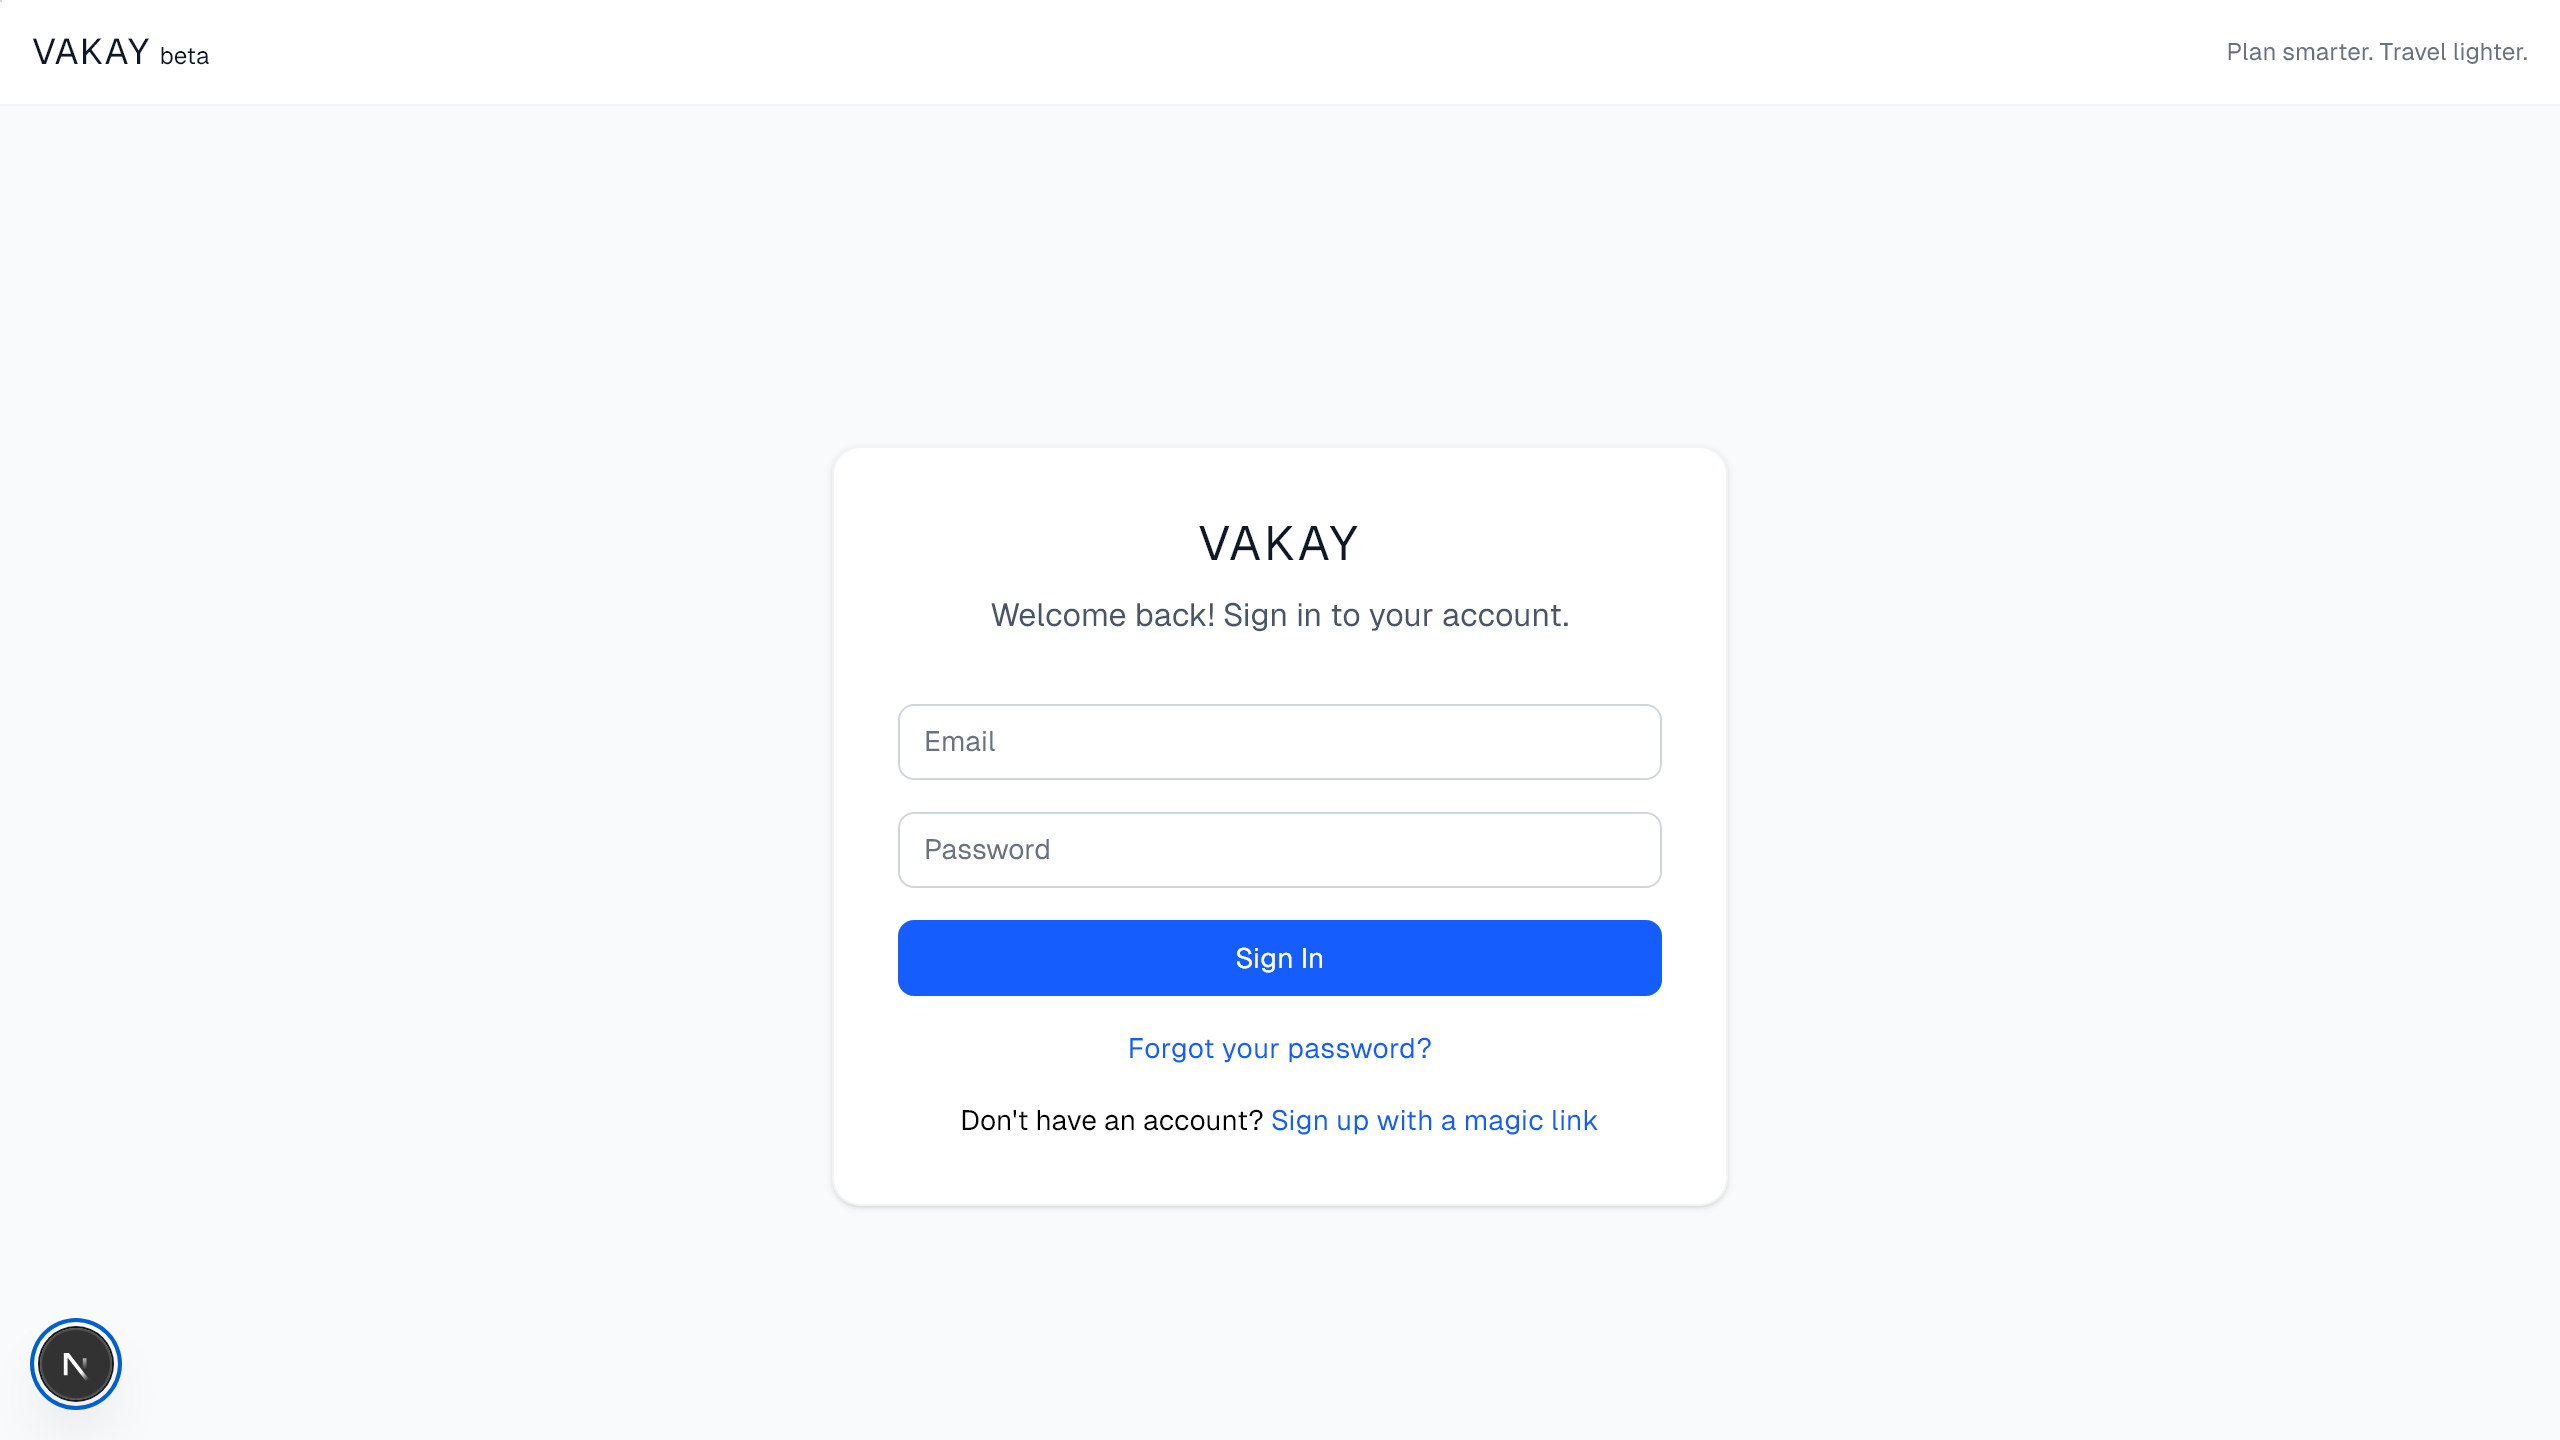 VAKAY beta
Plan smarter. Travel lighter.
VAKAY
Welcome back! Sign in to your account.
Email
Password
Sign In
Forgot your password?
Don't have an account? Sign up with a magic link
N